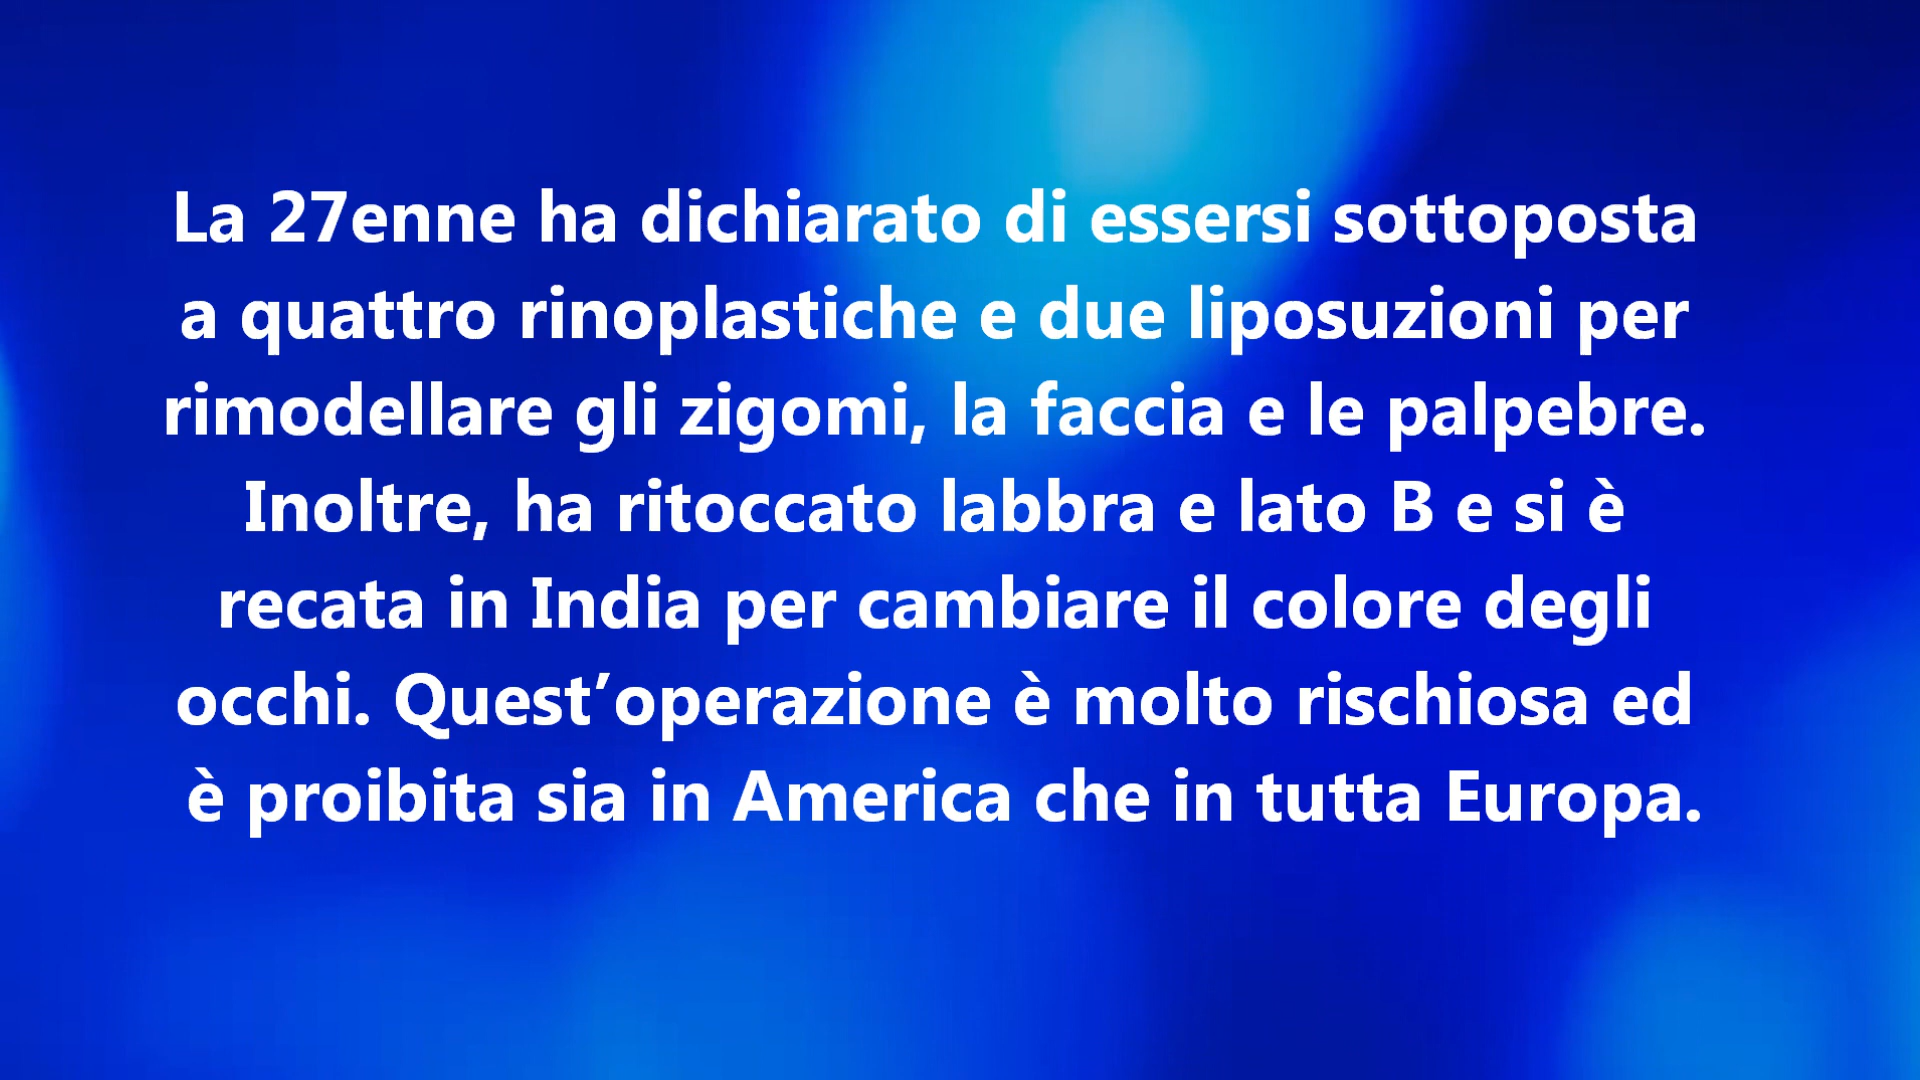 La 27enne ha dichiarato di essersi sottoposta
a quattro rinoplastiche e due liposuzioni per
rimodellare gli zigomi, la faccia e le palpebre.
Inoltre, ha ritoccato labbra e lato B e si è
recata in India per cambiare il colore degli
occhi. Quest’operazione è molto rischiosa ed
è proibita sia in America che in tutta Europa.